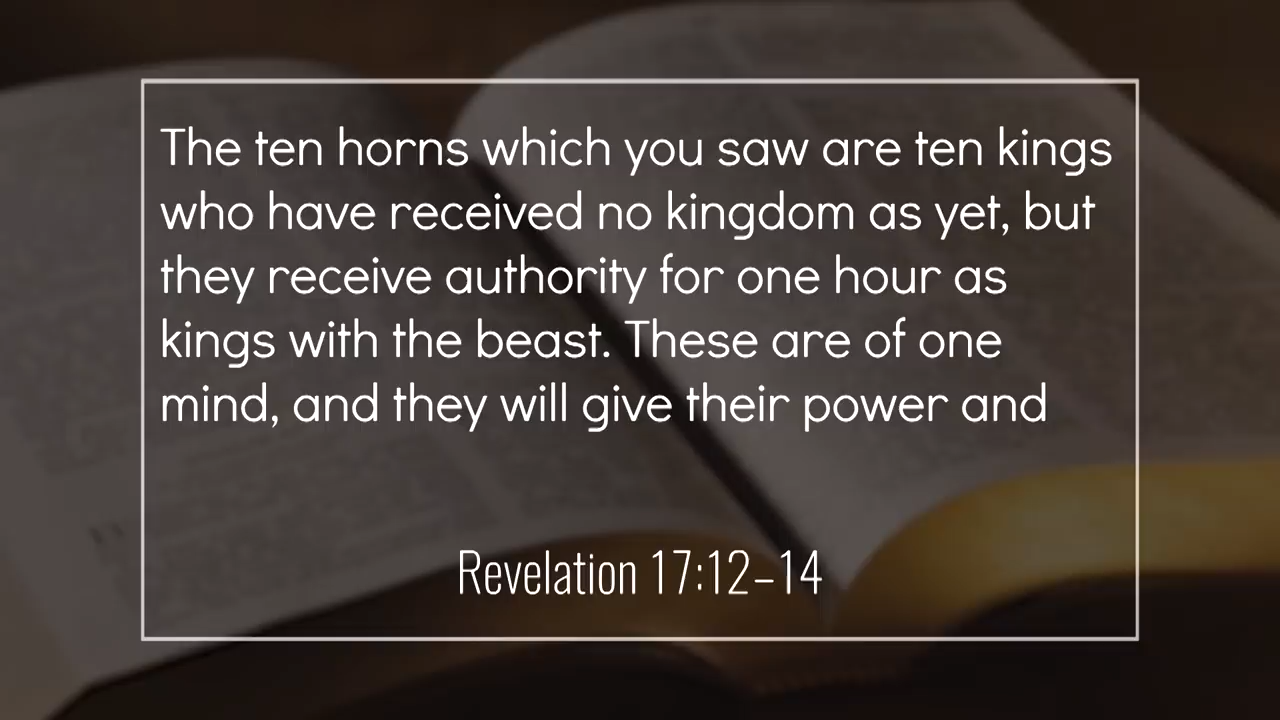 The ten horns which you saw are ten kings
who have received no kingdom as yet, but
they receive authority for one hour as
kings with the beast. These are of one
mind, and they will give their power and
Revelation 17:12–14